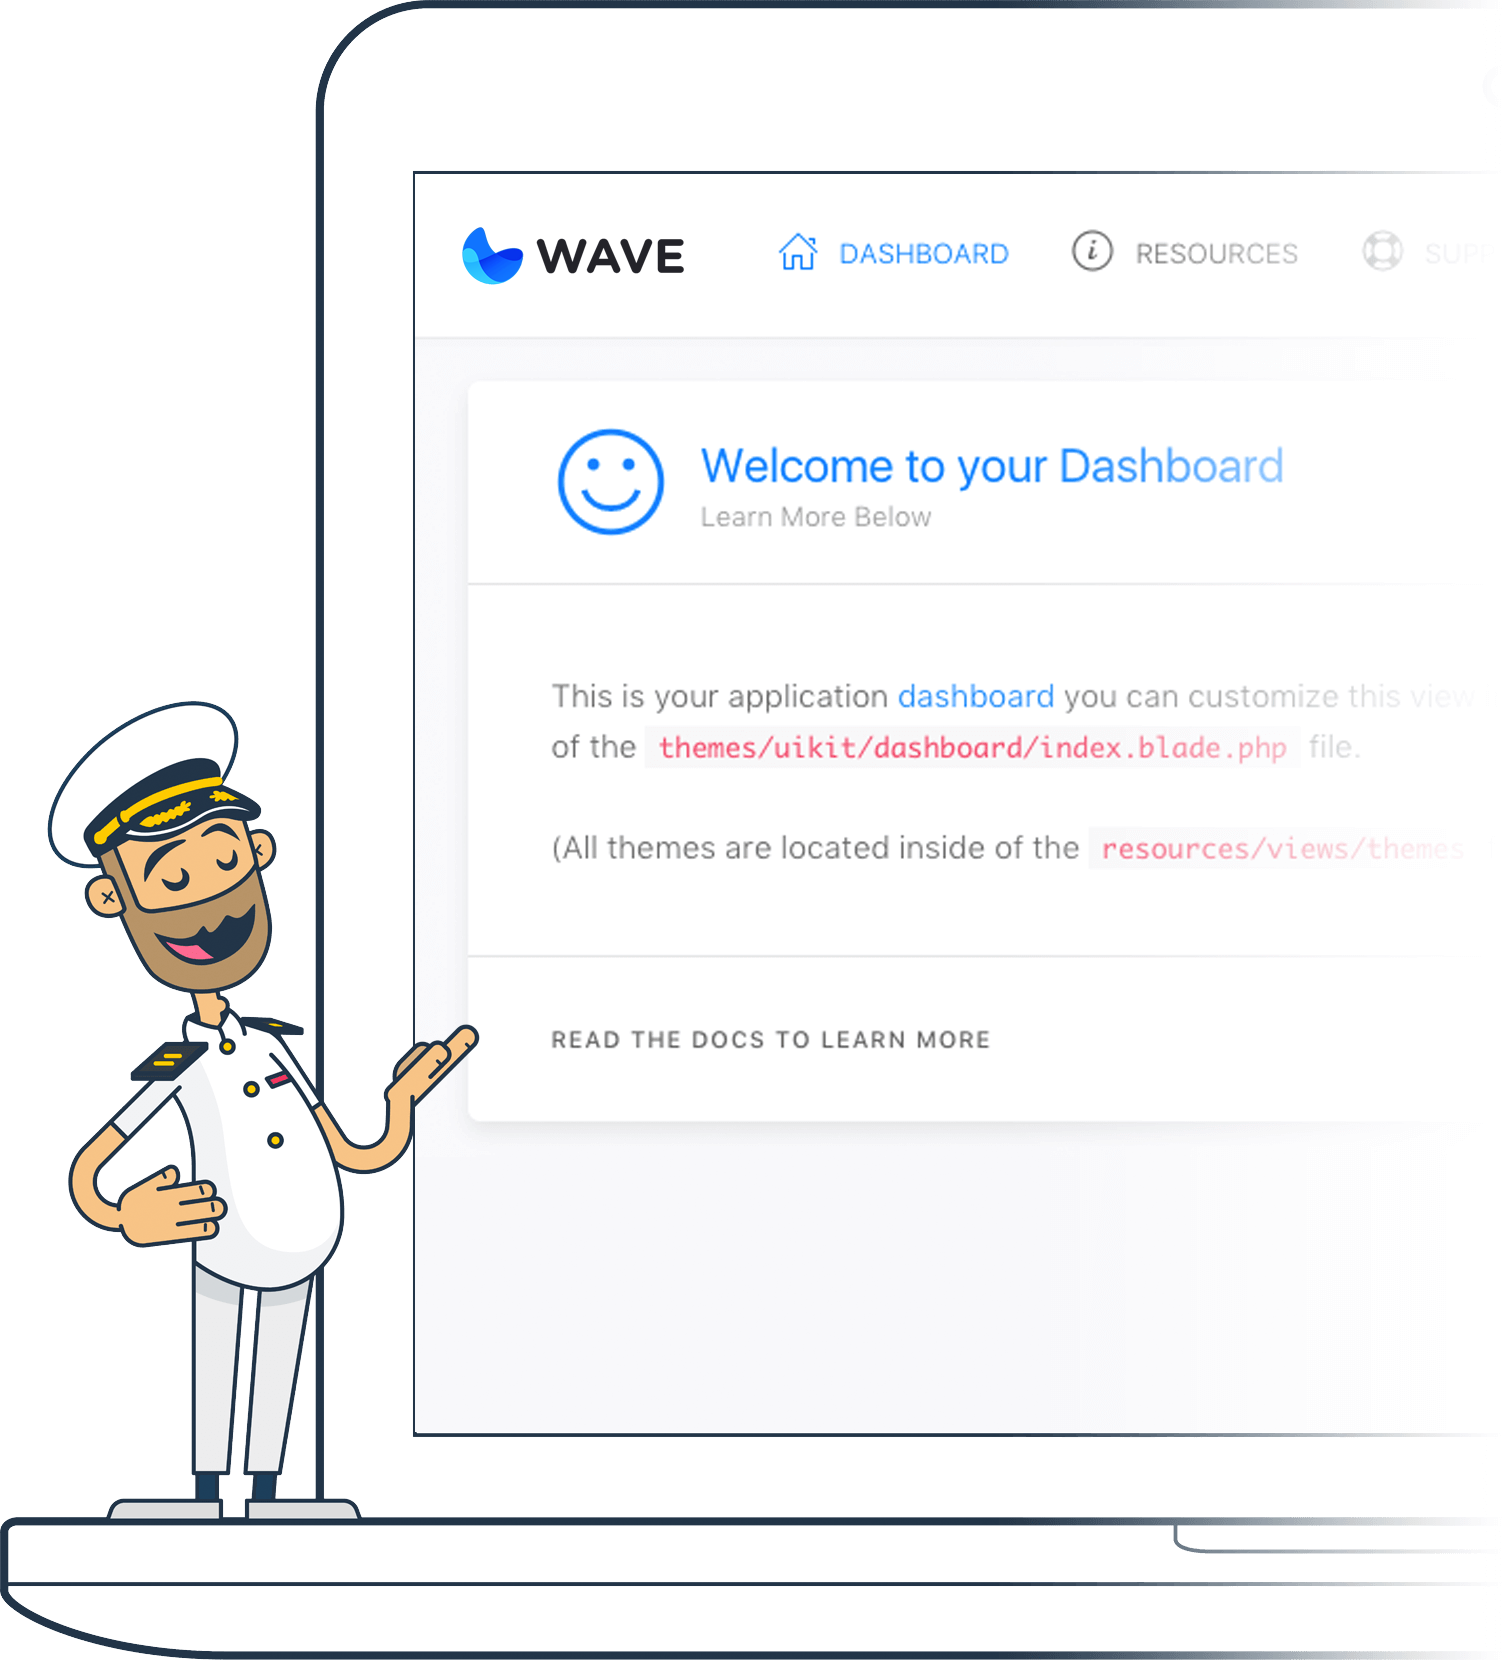 WAVE DASHBOARD RESOURCES SUPP
Welcome to your Dashboard
Learn More Below
This is your application dashboard you can customize this view
of the themes/uikit/dashboard/index.blade.php file.
(All themes are located inside of the resources/views/themes
READ THE DOCS TO LEARN MORE